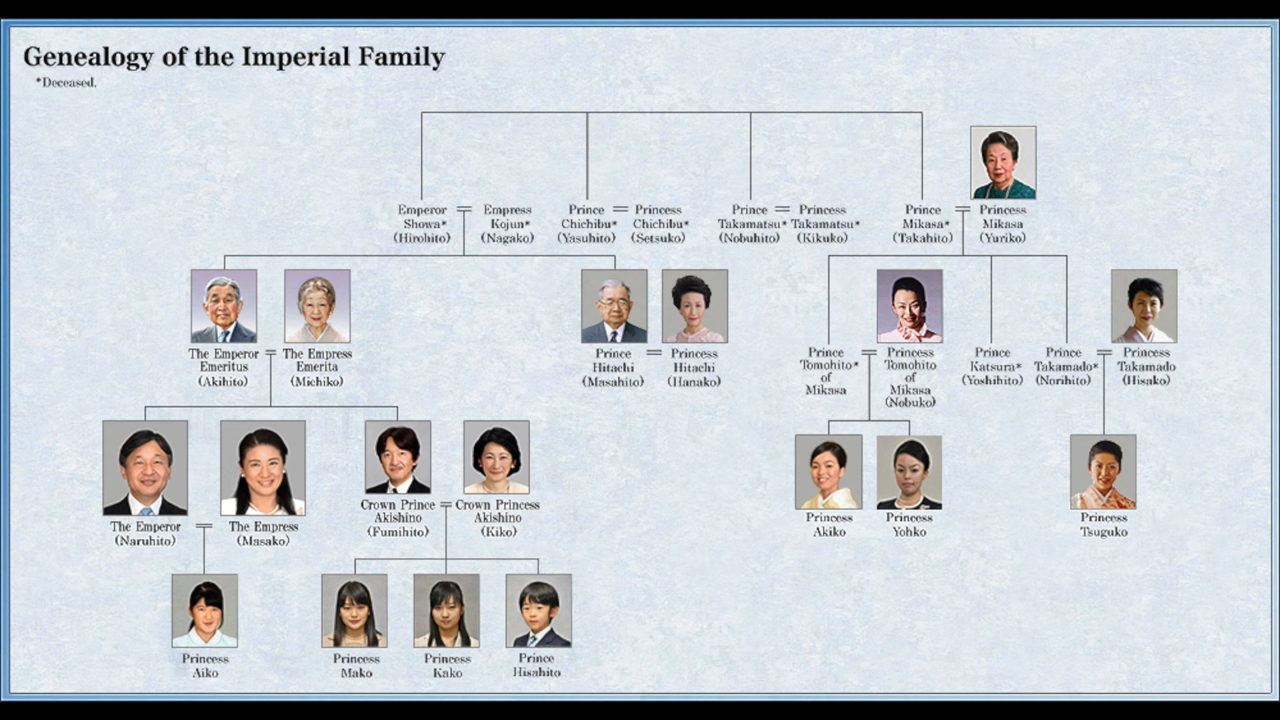 Genealogy of the Imperial Family
*Deceased.
Emperor
Showa*
(Hirohito)
Empress
Kojun*
(Nagako)
Prince
Chichibu*
(Yasuhito)
Princess
Chichibu*
(Setsuko)
Prince
Takamatsu*
(Nobuhito)
Princess
Takamatsu*
(Kikuko)
Prince
Mikasa*
(Takahito)
Princess
Mikasa
(Yuriko)
The Emperor
Emeritus
(Akihito)
The Empress
Emerita
(Michiko)
Prince
Hitachi
(Masahito)
Princess
Hitachi
(Hanako)
Prince
Tomohito*
of
Mikasa
Princess
Tomohito
of
Mikasa
(Nobuko)
Prince
Katsura*
(Yoshihito)
Prince
Takamado*
(Norihito)
Princess
Takamado
(Hisako)
The Emperor
(Naruhito)
The Empress
(Masako)
Crown Prince
Akishino
(Fumihito)
Crown Princess
Akishino
(Kiko)
Princess
Akiko
Princess
Yohko
Princess
Tsuguko
Princess
Aiko
Princess
Mako
Princess
Kako
Prince
Hisahito